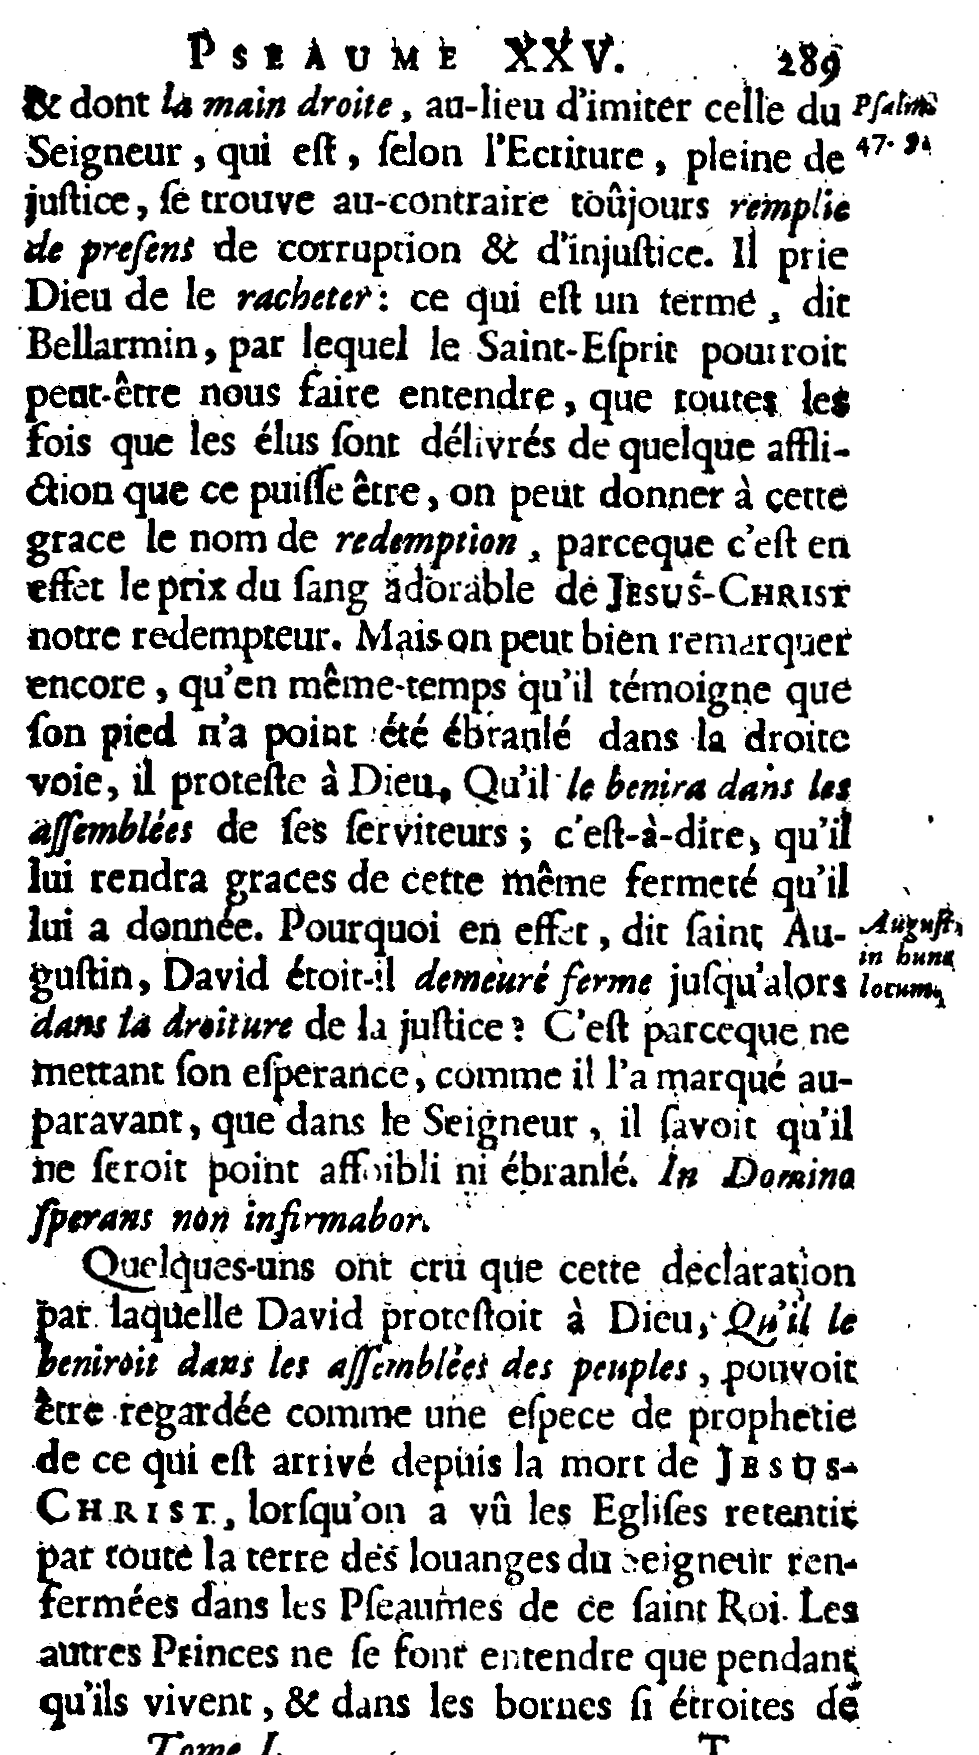 PSEAUME XXV. 289
& dont la main droite, au-lieu d'imiter celle du
Psalm.
Seigneur, qui eſt, ſelon l'Ecriture, pleine de
47.
juſtice, ſe trouve au-contraire toûjours remplie
de preſens de corruption & d'injuſtice. Il prie
Dieu de le racheter: ce qui eſt un terme, dit
Bellarmin, par lequel le Saint-Eſprit pourroit
peut-être nous faire entendre, que toutes les
fois que les élus ſont délivrés de quelque affli-
ction que ce puiſſe être, on peut donner à cette
grace le nom de redemption, parceque c'eſt en
effet le prix du ſang adorable de JESUS-CHRIST
notre redempteur. Mais on peut bien remarquer
encore, qu'en même-temps qu'il témoigne que
ſon pied n'a point été ébranlé dans la droite
voie, il proteſte à Dieu, Qu'il le benira dans les
aſſemblées de ſes ſerviteurs; c'eſt-à-dire, qu'il
lui rendra graces de cette même fermeté qu'il
lui a donnée. Pourquoi en effet, dit ſaint Au-
Auguſt.
in hunc
guſtin, David étoit-il demeuré ferme juſqu'alors
locum.
dans la droiture de la juſtice? C'eſt parceque ne
mettant ſon eſperance, comme il l'a marqué au-
paravant, que dans le Seigneur, il ſavoit qu'il
ne ſeroit point affoibli ni ébranlé. In Domino
ſperans non infirmabor.
Quelques-uns ont cru que cette declaration
par laquelle David proteſtoit à Dieu, Qu'il le
beniroit dans les aſſemblées des peuples, pouvoit
être regardée comme une eſpece de prophetie
de ce qui eſt arrivé depuis la mort de JESUS-
CHRIST, lorſqu'on a vû les Egliſes retentir
par toute la terre des louanges du Seigneur ren-
fermées dans les Pſeaumes de ce ſaint Roi. Les
autres Princes ne ſe font entendre que pendant
qu'ils vivent, & dans les bornes ſi étroites de
Tome I. T